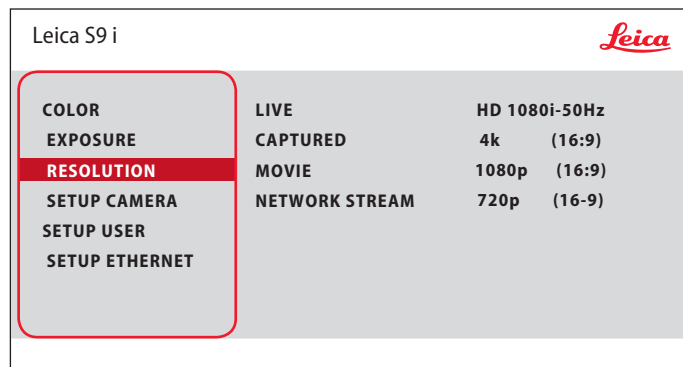 Leica S9 i
Leica
COLOR
EXPOSURE
RESOLUTION
SETUP CAMERA
SETUP USER
SETUP ETHERNET
LIVE HD 1080i-50Hz
CAPTURED 4k (16:9)
MOVIE 1080p (16:9)
NETWORK STREAM 720p (16-9)